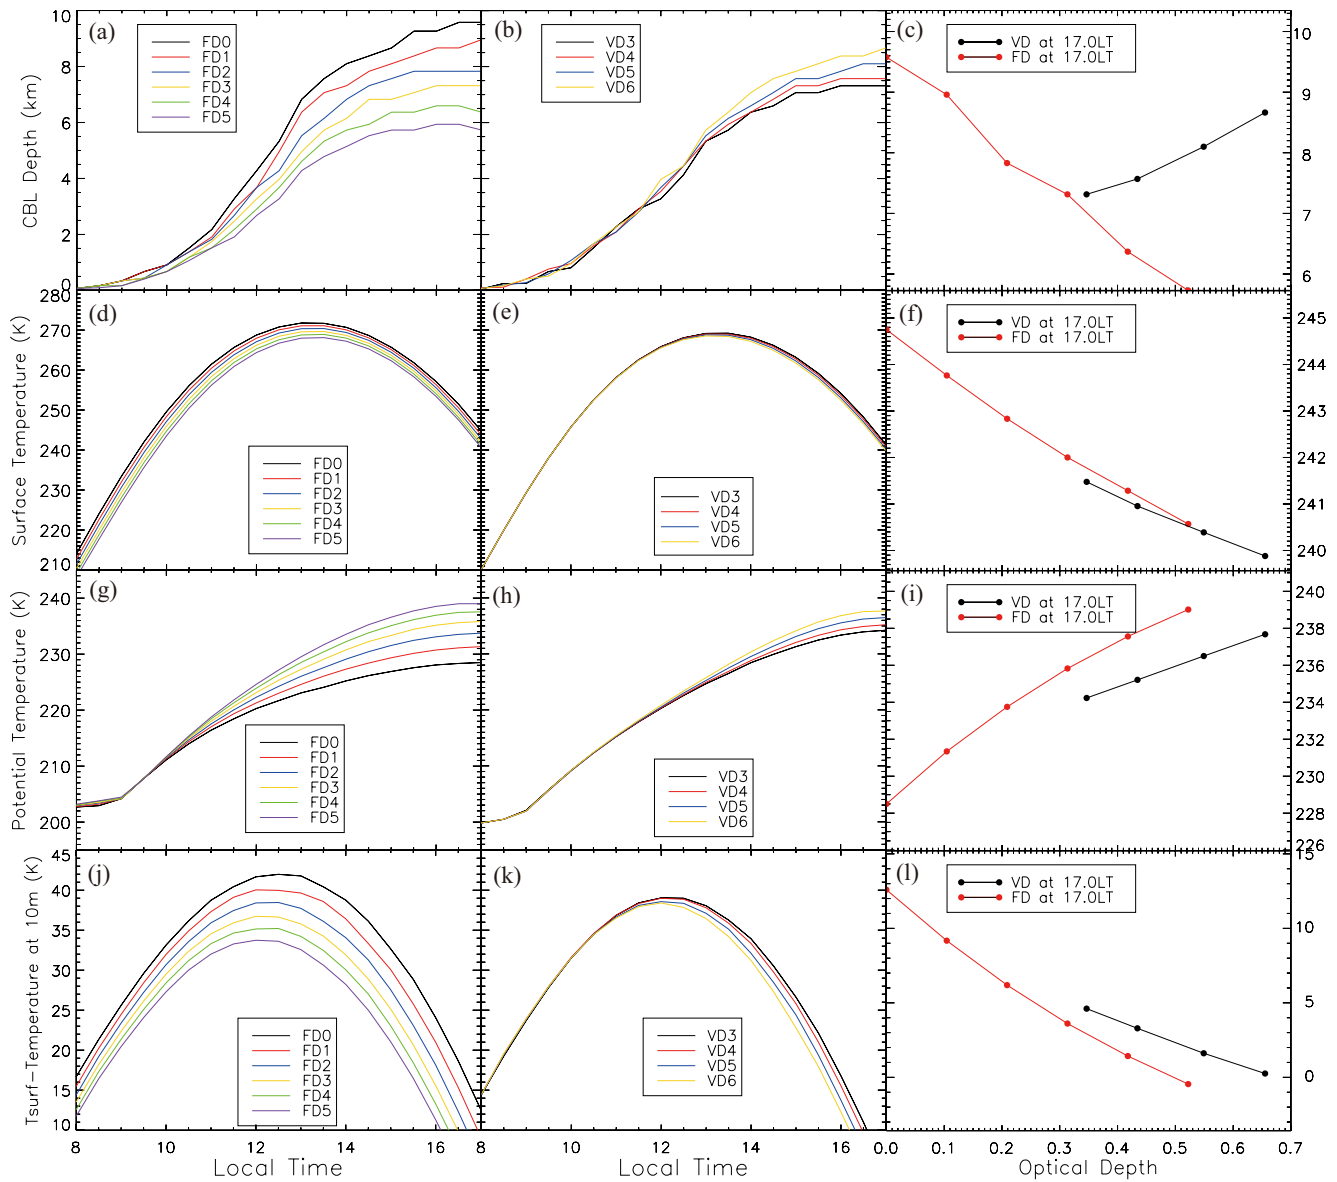 (a)
FD0
FD1
FD2
FD3
FD4
FD5
10
8
6
4
2
0
CBL Depth (km)
(b)
VD3
VD4
VD5
VD6
(c)
VD at 17.0LT
FD at 17.0LT
10
9
8
7
6
(d)
FD0
FD1
FD2
FD3
FD4
FD5
280
270
260
250
240
230
220
210
Surface Temperature (K)
(e)
VD3
VD4
VD5
VD6
(f)
VD at 17.0LT
FD at 17.0LT
245
244
243
242
241
240
(g)
FD0
FD1
FD2
FD3
FD4
FD5
240
230
220
210
200
Potential Temperature (K)
(h)
VD3
VD4
VD5
VD6
(i)
VD at 17.0LT
FD at 17.0LT
240
238
236
234
232
230
228
226
(j)
FD0
FD1
FD2
FD3
FD4
FD5
45
40
35
30
25
20
15
10
Tsurf-Temperature at 10m (K)
8 10 12 14 16 18
Local Time
(k)
VD3
VD4
VD5
VD6
10 12 14 16
Local Time
(l)
VD at 17.0LT
FD at 17.0LT
15
10
5
0
0.0 0.1 0.2 0.3 0.4 0.5 0.6 0.7
Optical Depth